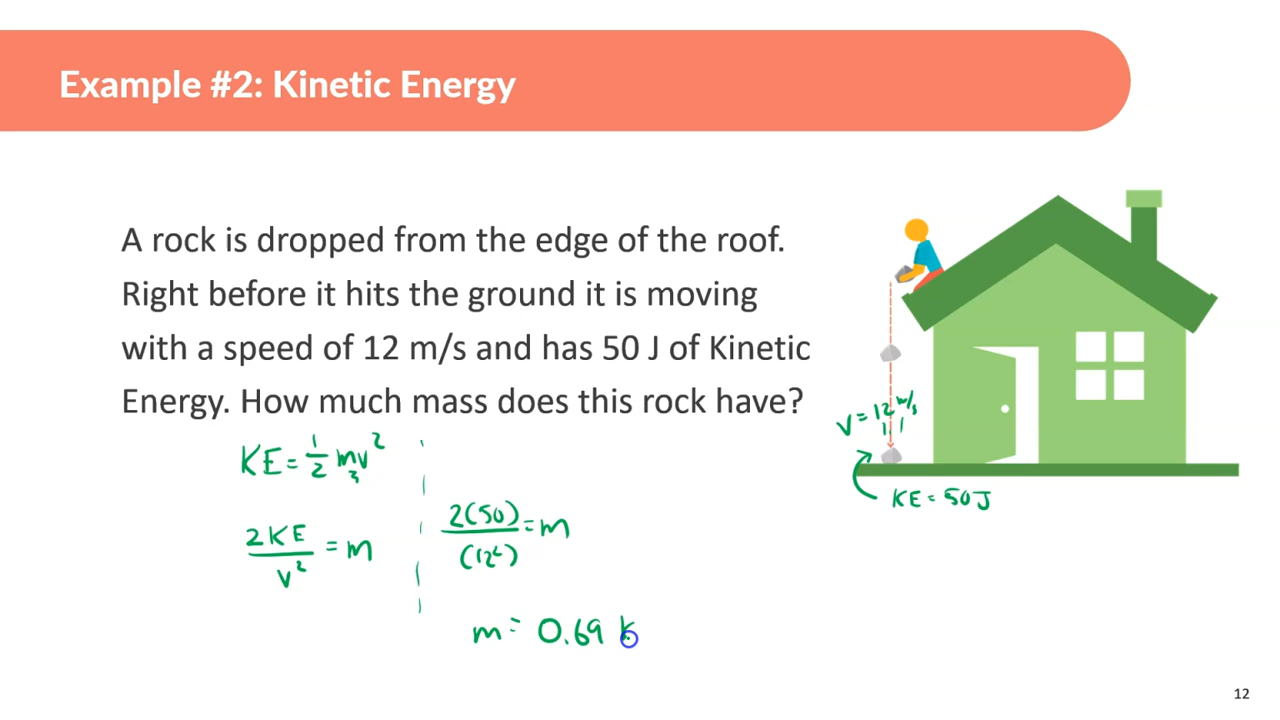 Example #2: Kinetic Energy
A rock is dropped from the edge of the roof.
Right before it hits the ground it is moving
with a speed of 12 m/s and has 50 J of Kinetic
Energy. How much mass does this rock have?
V = 12 m/s
KE = 50 J
KE = 1/2 mv²
2KE/v² = m
2(50)/(12²) = m
m = 0.69 k
12